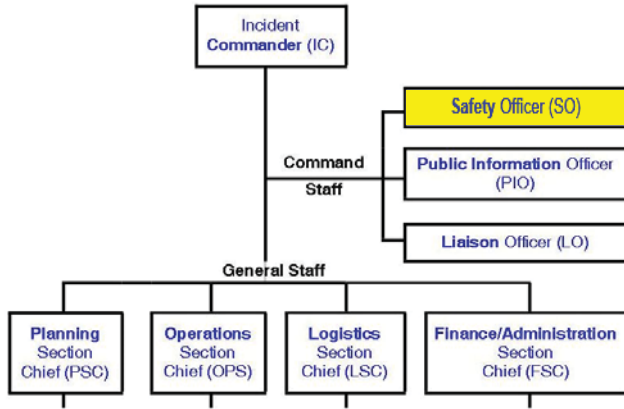 Incident
Commander (IC)
Safety Officer (SO)
Command
Staff
Public Information Officer
(PIO)
Liaison Officer (LO)
General Staff
Planning
Section
Chief (PSC)
Operations
Section
Chief (OPS)
Logistics
Section
Chief (LSC)
Finance/Administration
Section
Chief (FSC)